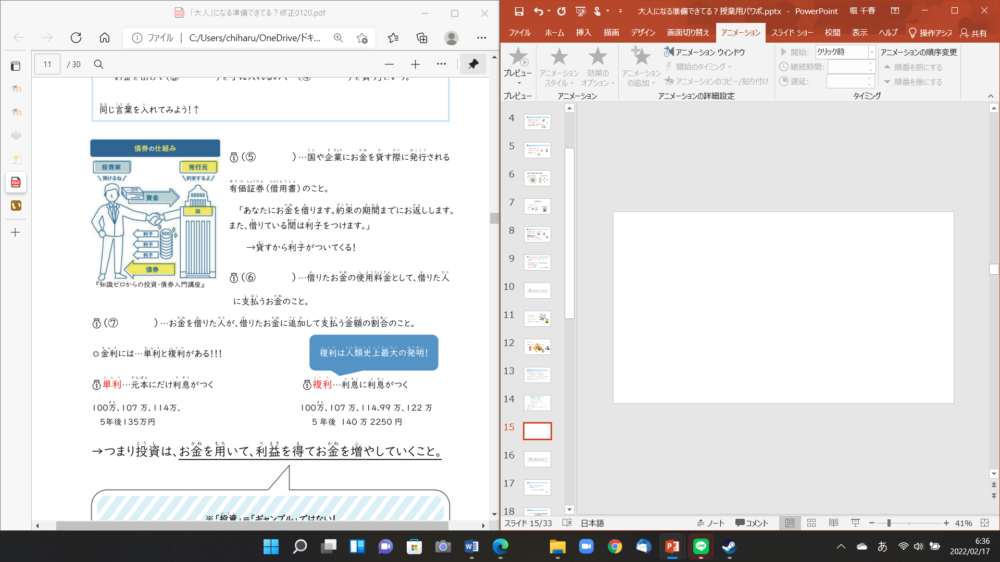 「大人」になる準備できてる？修正0120.pdf
ファイル
C:/Users/chiharu/OneDrive/ドキ...
11 / 30
同じ言葉を入れてみよう！↑
債券の仕組み
投資家 発行元
預けるね 約束するよ
一万円
資金
国
利子
500
利子
利子
債券
『知識ゼロからの投資・債券入門講座』
(⑤ )…国や企業にお金を貸す際に発行される
有価証券（借用書）のこと。
「あなたにお金を借ります。約束の期間までにお返しします。
また、借りている間は利子をつけます。」
→貸すから利子がついてくる！
(⑥ )…借りたお金の使用料金として、借りた人
に支払うお金のこと。
(⑦ )…お金を借りた人が、借りたお金に追加して支払う金額の割合のこと。
◎金利には…単利と複利がある！！！
複利は人類史上最大の発明！
単利…元本にだけ利息がつく
複利…利息に利息がつく
100万、107万、114万、
5年後135万円
100万、107万、114.99万、122万
5年後 140万2250円
→つまり投資は、お金を用いて、利益を得てお金を増やしていくこと。
※「投資」＝「ギャンブル」ではない！
大人になる準備できてる？授業用パワポ.pptx - PowerPoint
堀 千春
ファイル ホーム 挿入 描画 デザイン 画面切り替え アニメーション スライド ショー 校閲 表示 ヘルプ 操作アシス 共有
プレビュー
プレビュー
アニメーション
スタイル
効果の
オプション
アニメーション
アニメーション
の追加
アニメーション ウィンドウ
開始のタイミング
アニメーションのコピー/貼り付け
アニメーションの詳細設定
開始: クリック時
継続時間:
遅延:
アニメーションの順序変更
順番を前にする
順番を後にする
タイミング
4
5
6
7
8
9
10
11
12
13
14
15
16
17
18
スライド 15/33
日本語
ノート
コメント
41%
あ
6:36
2022/02/17